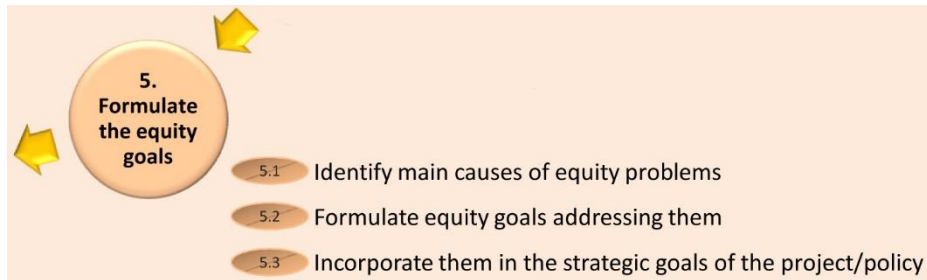 5.
Formulate
the equity
goals
5.1 Identify main causes of equity problems
5.2 Formulate equity goals addressing them
5.3 Incorporate them in the strategic goals of the project/policy